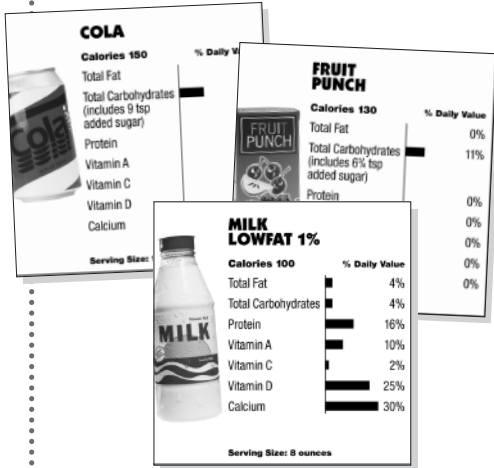 COLA
Calories 150 % Daily
Total Fat
Total Carbohydrates
(includes 9 tsp
added sugar)
Protein
Vitamin A
Vitamin C
Vitamin D
Calcium
Serving Size:
Cola
FRUIT
PUNCH
Calories 130 % Daily Value
Total Fat 0%
Total Carbohydrates 11%
(includes 6¾ tsp
added sugar)
Protein 0%
0%
0%
0%
0%
FRUIT
PUNCH
MILK
LOWFAT 1%
Calories 100 % Daily Value
Total Fat 4%
Total Carbohydrates 4%
Protein 16%
Vitamin A 10%
Vitamin C 2%
Vitamin D 25%
Calcium 30%
Serving Size: 8 ounces
MILK